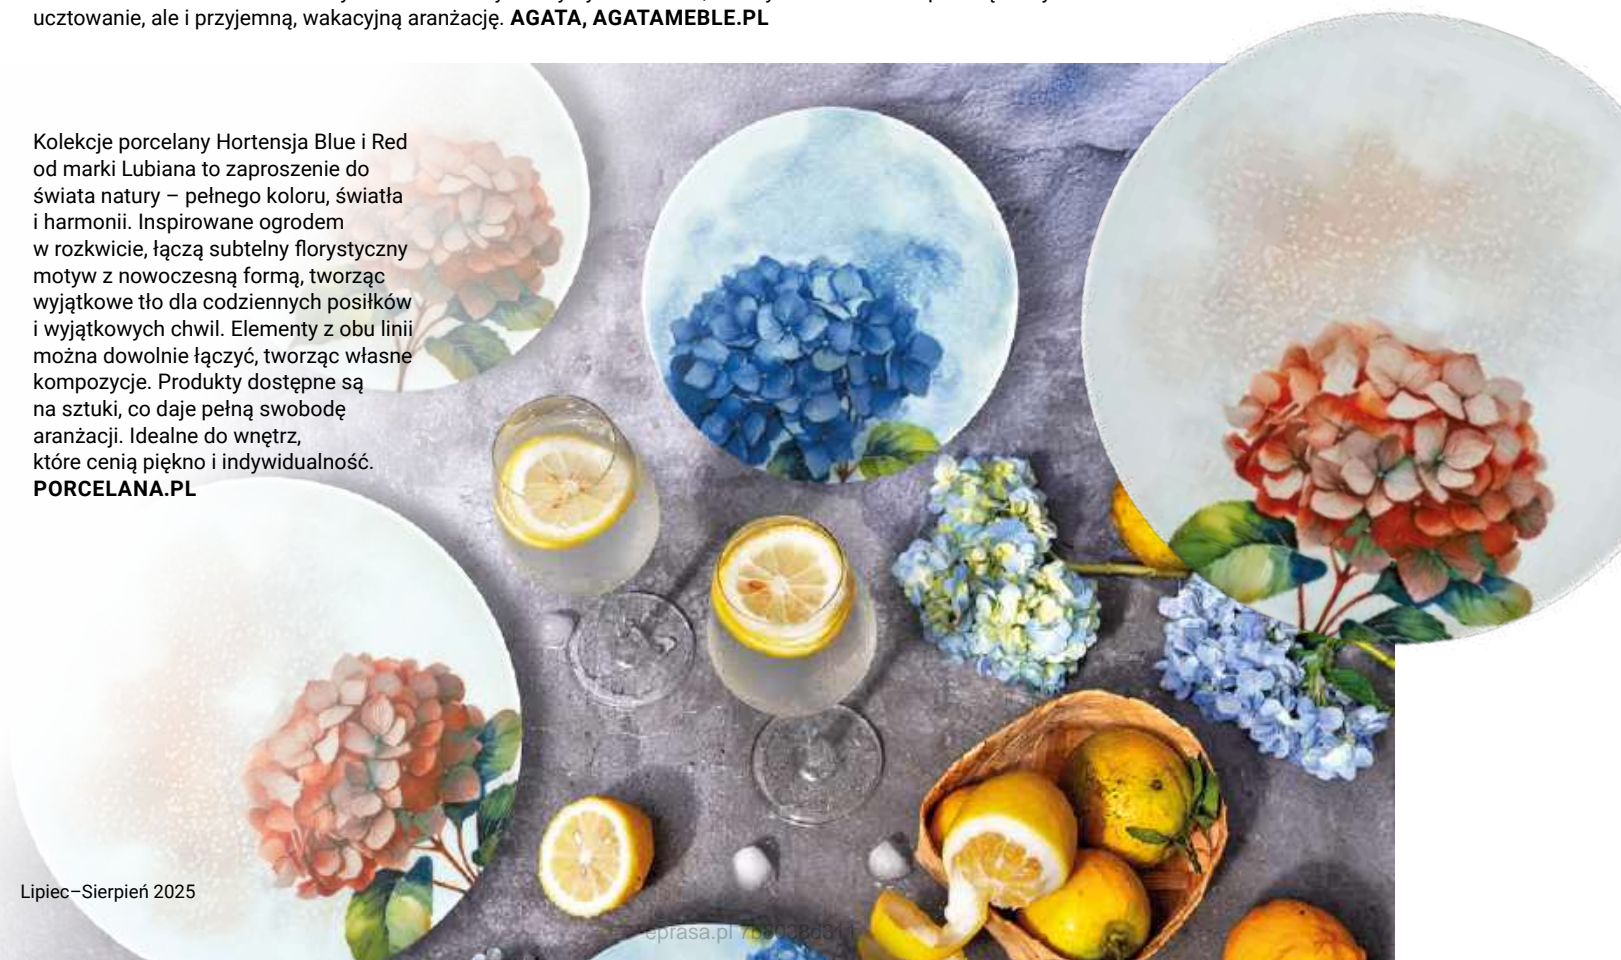 ucztowanie, ale i przyjemną, wakacyjną aranżację. AGATA, AGATAMEBLE.PL
Kolekcje porcelany Hortensja Blue i Red
od marki Lubiana to zaproszenie do
świata natury – pełnego koloru, światła
i harmonii. Inspirowane ogrodem
w rozkwicie, łączą subtelny florystyczny
motyw z nowoczesną formą, tworząc
wyjątkowe tło dla codziennych posiłków
i wyjątkowych chwil. Elementy z obu linii
można dowolnie łączyć, tworząc własne
kompozycje. Produkty dostępne są
na sztuki, co daje pełną swobodę
aranżacji. Idealne do wnętrz,
które cenią piękno i indywidualność.
PORCELANA.PL
Lipiec–Sierpień 2025
eprasa.pl